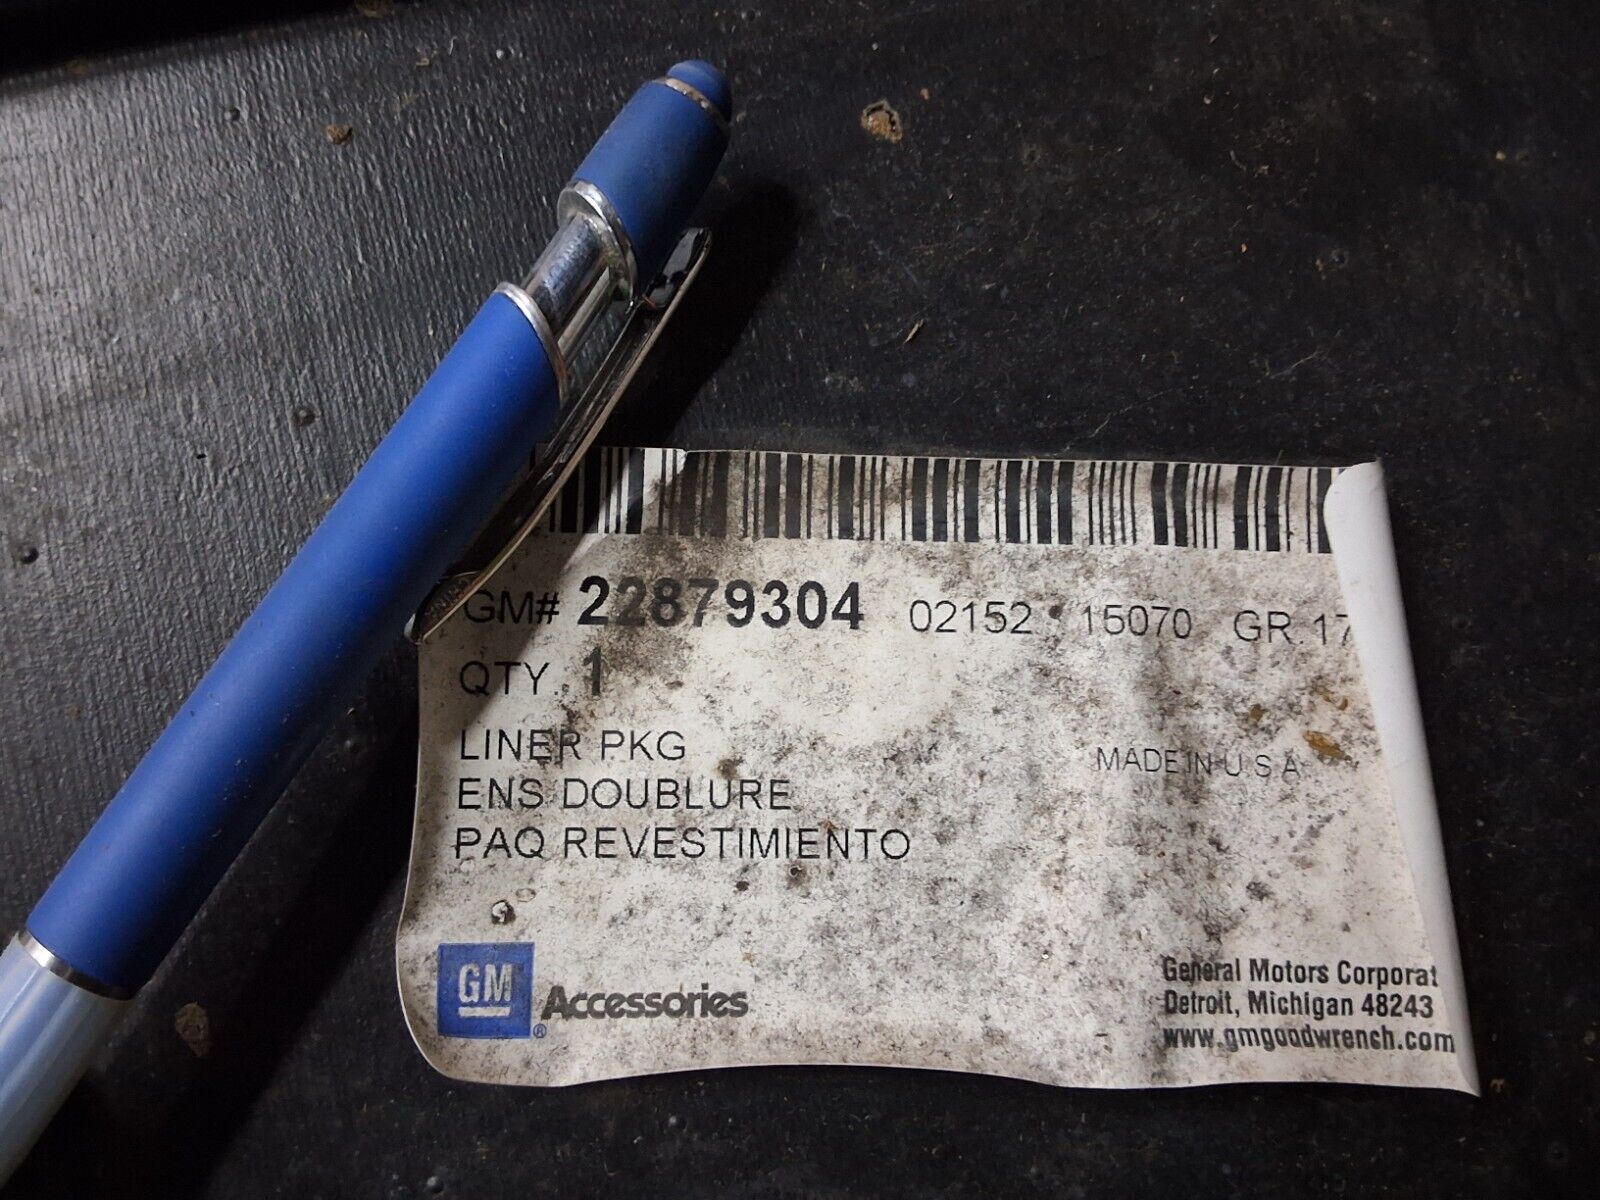 GM# 22879304 02152 15070 GR. 17
QTY. 1
LINER PKG
ENS DOUBLURE
PAQ REVESTIMIENTO
MADE IN U.S.A
GM ® Accessories
General Motors Corporat
Detroit, Michigan 48243
www.gmgoodwrench.com